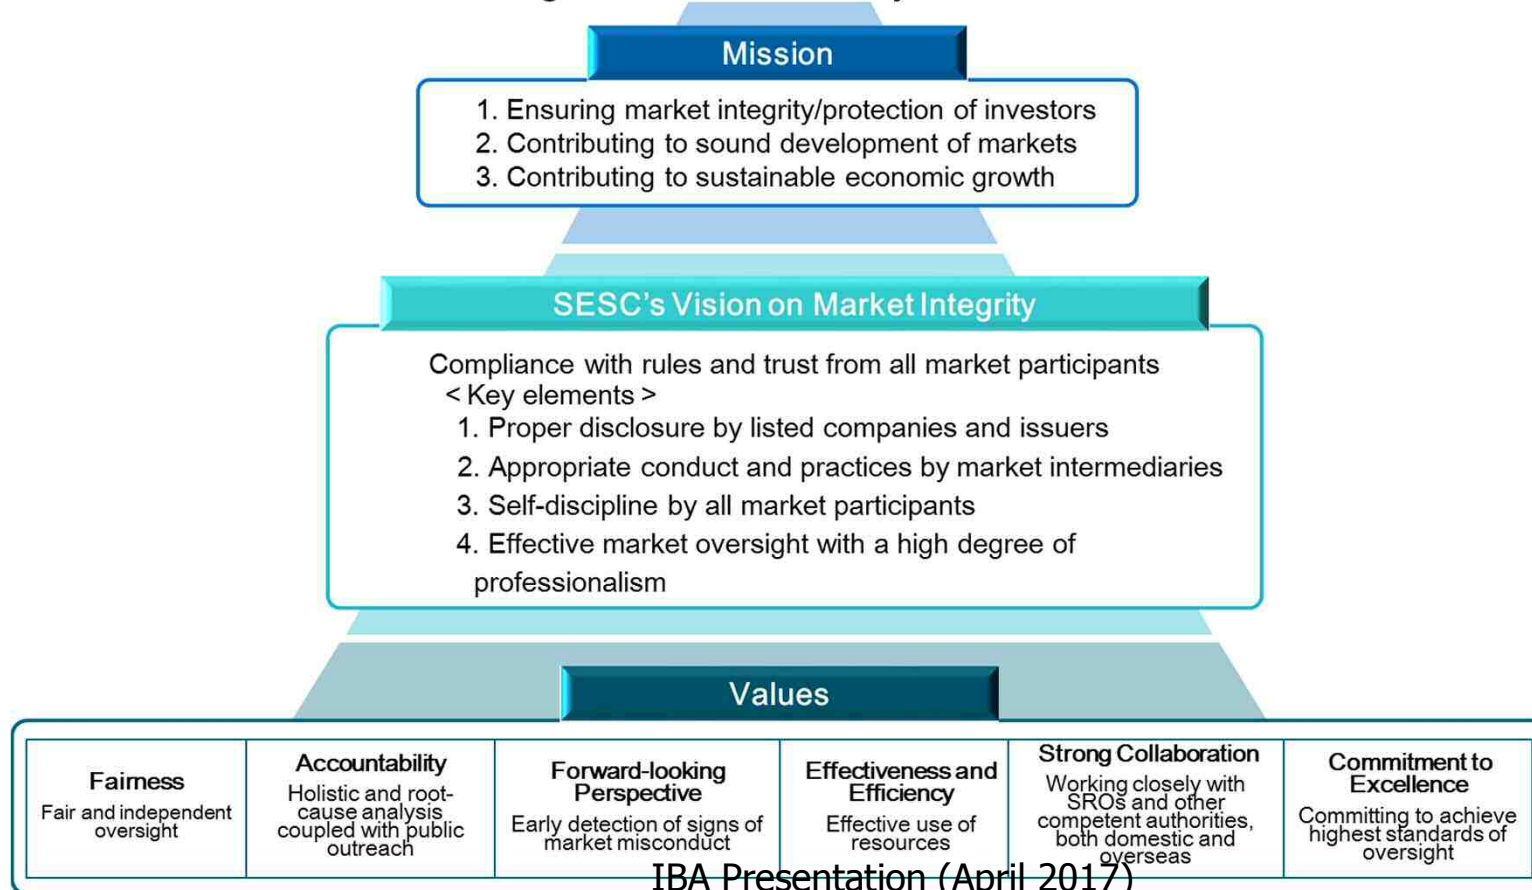 Mission
1. Ensuring market integrity/protection of investors
2. Contributing to sound development of markets
3. Contributing to sustainable economic growth
SESC's Vision on Market Integrity
Compliance with rules and trust from all market participants
< Key elements >
1. Proper disclosure by listed companies and issuers
2. Appropriate conduct and practices by market intermediaries
3. Self-discipline by all market participants
4. Effective market oversight with a high degree of
professionalism
Values
Fairness
Fair and independent
oversight
Accountability
Holistic and root-
cause analysis
coupled with public
outreach
Forward-looking
Perspective
Early detection of signs of
market misconduct
Effectiveness and
Efficiency
Effective use of
resources
Strong Collaboration
Working closely with
SROs and other
competent authorities,
both domestic and
overseas
Commitment to
Excellence
Committing to achieve
highest standards of
oversight
IBA Presentation (April 2017)